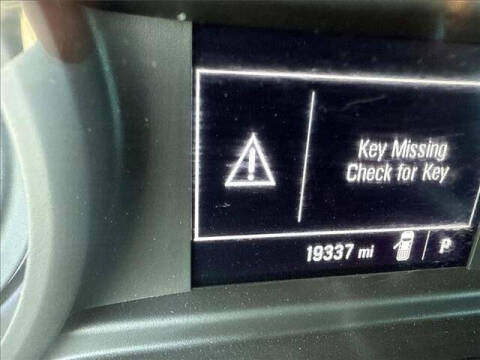 Key Missing
Check for Key
19337 mi P